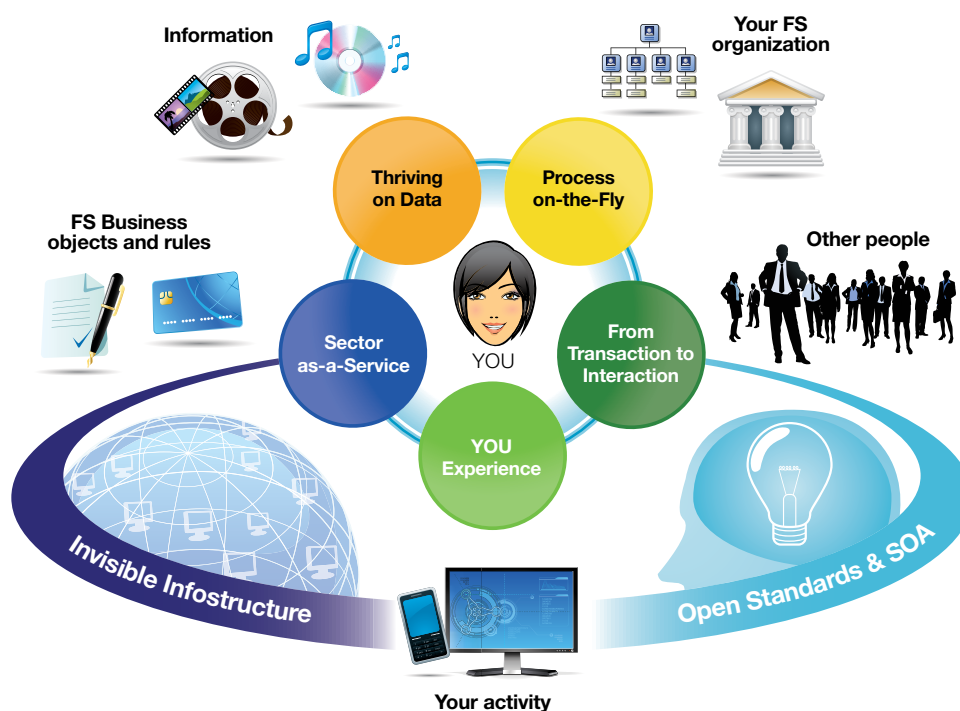 Information
Your FS
organization
Thriving
on Data
Process
on-the-Fly
FS Business
objects and rules
Other people
YOU
Sector
as-a-Service
From
Transaction to
Interaction
YOU
Experience
Invisible Infostructure
Open Standards & SOA
Your activity